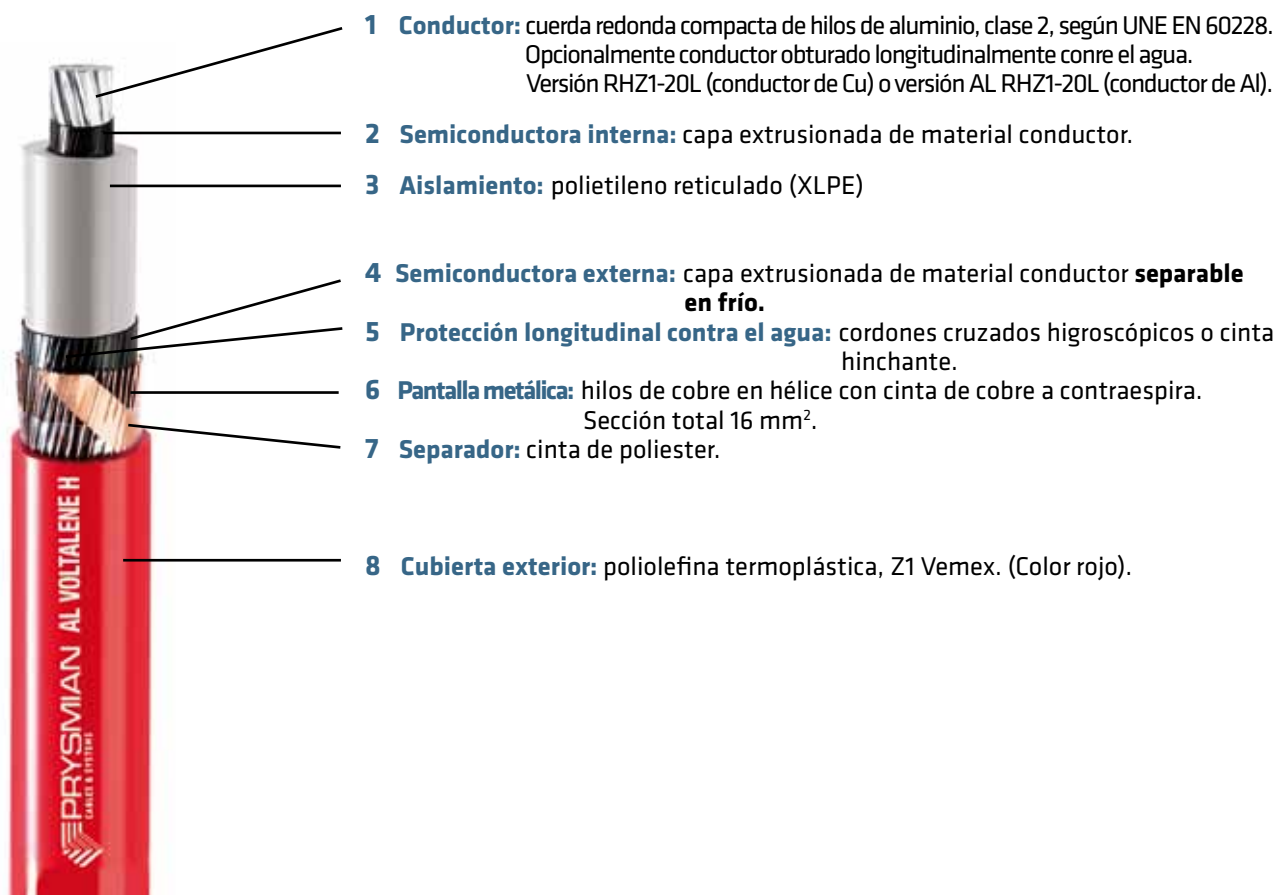 1 Conductor: cuerda redonda compacta de hilos de aluminio, clase 2, según UNE EN 60228.
Opcionalmente conductor obturado longitudinalmente conre el agua.
Versión RHZ1-20L (conductor de Cu) o versión AL RHZ1-20L (conductor de Al).
2 Semiconductora interna: capa extrusionada de material conductor.
3 Aislamiento: polietileno reticulado (XLPE)
4 Semiconductora externa: capa extrusionada de material conductor separable
en frío.
5 Protección longitudinal contra el agua: cordones cruzados higroscópicos o cinta
hinchante.
6 Pantalla metálica: hilos de cobre en hélice con cinta de cobre a contraespira.
Sección total 16 mm².
7 Separador: cinta de poliester.
8 Cubierta exterior: poliolefina termoplástica, Z1 Vemex. (Color rojo).
PRYSMIAN AL VOLTALENE H
CABLES & SYSTEMS